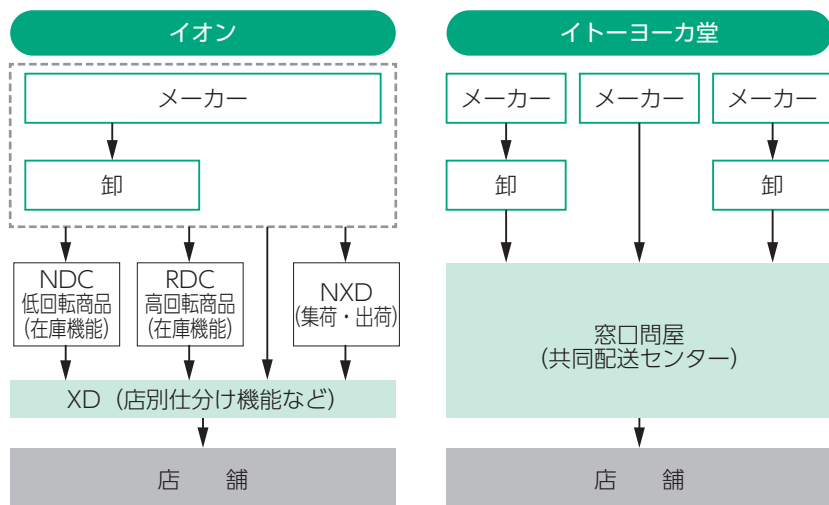 イオン
メーカー
卸
NDC
低回転商品
(在庫機能)
RDC
高回転商品
(在庫機能)
NXD
(集荷・出荷)
XD（店別仕分け機能など）
店　舗
イトーヨーカ堂
メーカー
メーカー
メーカー
卸
卸
窓口問屋
(共同配送センター)
店　舗